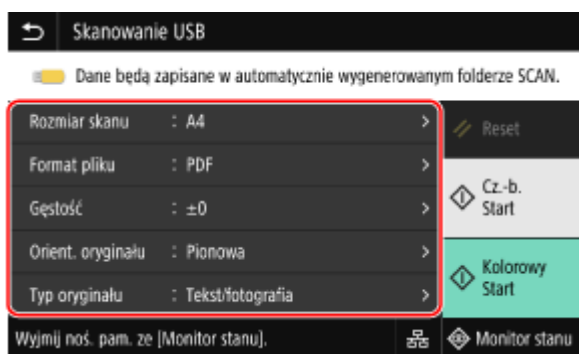 Skanowanie USB
Dane będą zapisane w automatycznie wygenerowanym folderze SCAN.
Rozmiar skanu : A4 >
Format pliku : PDF >
Gęstość : ±0 >
Orient. oryginału : Pionowa >
Typ oryginału : Tekst/fotografia >
Reset
Cz.-b.
Start
Kolorowy
Start
Wyjmij noś. pam. ze [Monitor stanu].
Monitor stanu